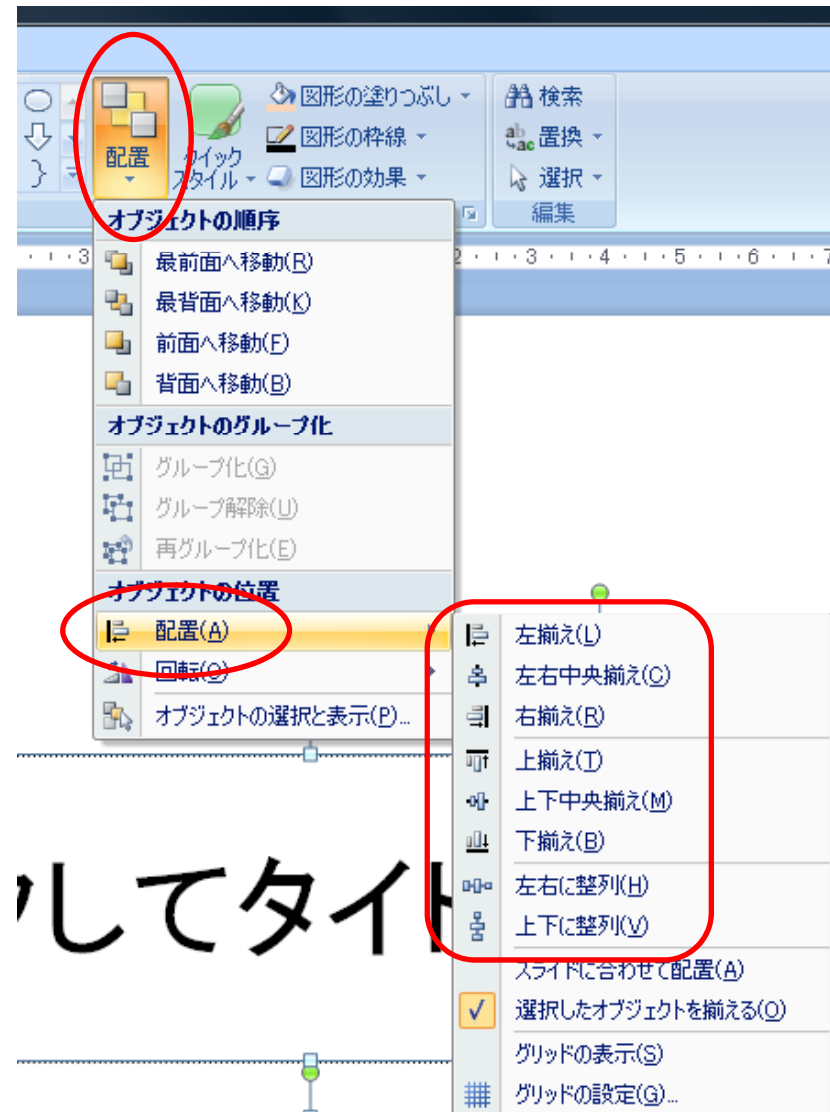 図形の塗りつぶし
検索
図形の枠線
置換
配置
クイック
スタイル
図形の効果
選択
編集
オブジェクトの順序
3
2・ı・3・ı・4・ı・5・ı・6・ı・7
最前面へ移動(R)
最背面へ移動(K)
前面へ移動(F)
背面へ移動(B)
オブジェクトのグループ化
グループ化(G)
グループ解除(U)
再グループ化(E)
オブジェクトの位置
配置(A)
回転(O)
オブジェクトの選択と表示(P)...
左揃え(L)
左右中央揃え(C)
右揃え(R)
上揃え(T)
上下中央揃え(M)
下揃え(B)
左右に整列(H)
上下に整列(V)
スライドに合わせて配置(A)
選択したオブジェクトを揃える(O)
グリッドの表示(S)
グリッドの設定(G)...
クしてタイト